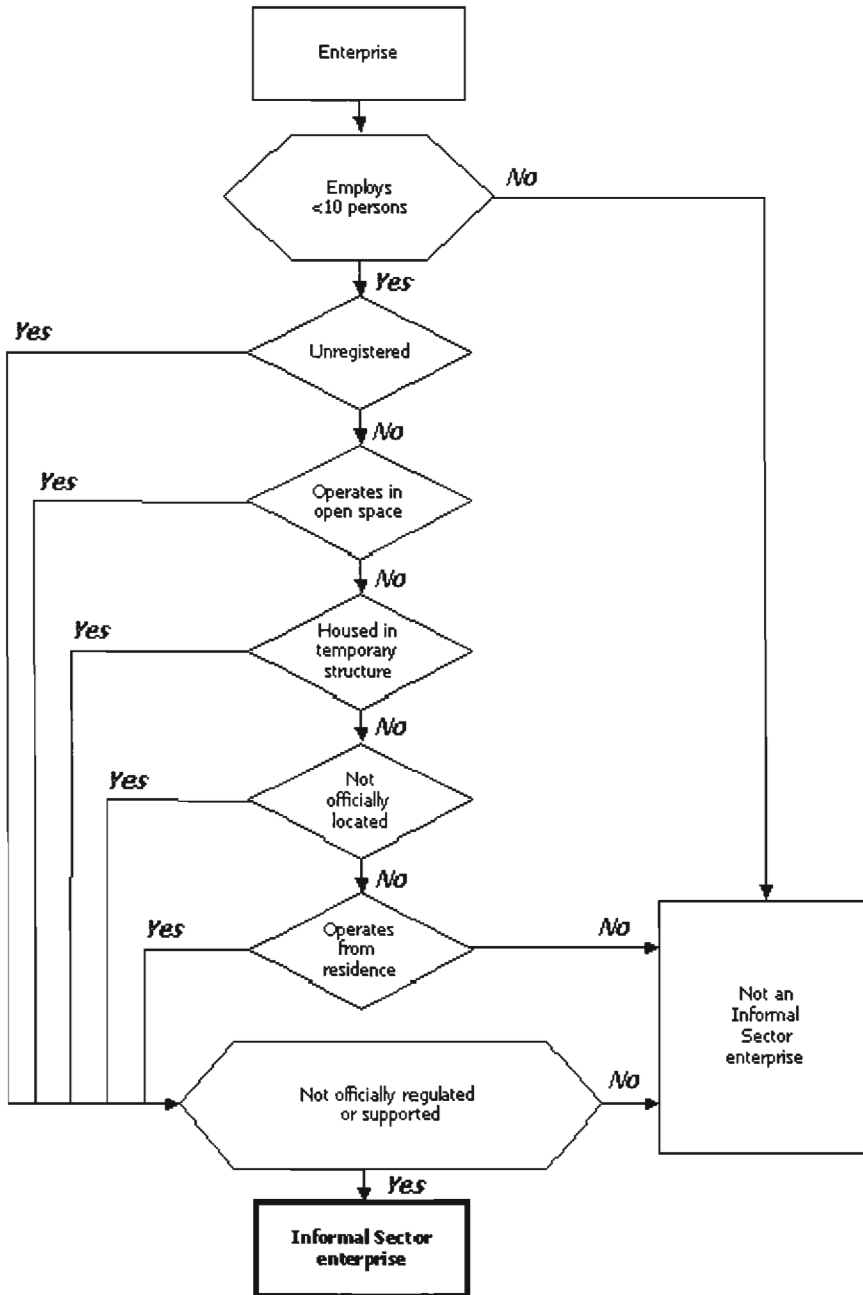 Enterprise
Employs
<10 persons
No
Yes
Yes
Unregistered
No
Yes
Operates in
open space
No
Yes
Housed in
temporary
structure
No
Yes
Not
officially
located
No
Yes
Operates
from
residence
No
Not an
Informal
Sector
enterprise
Not officially regulated
or supported
No
Yes
Informal Sector
enterprise